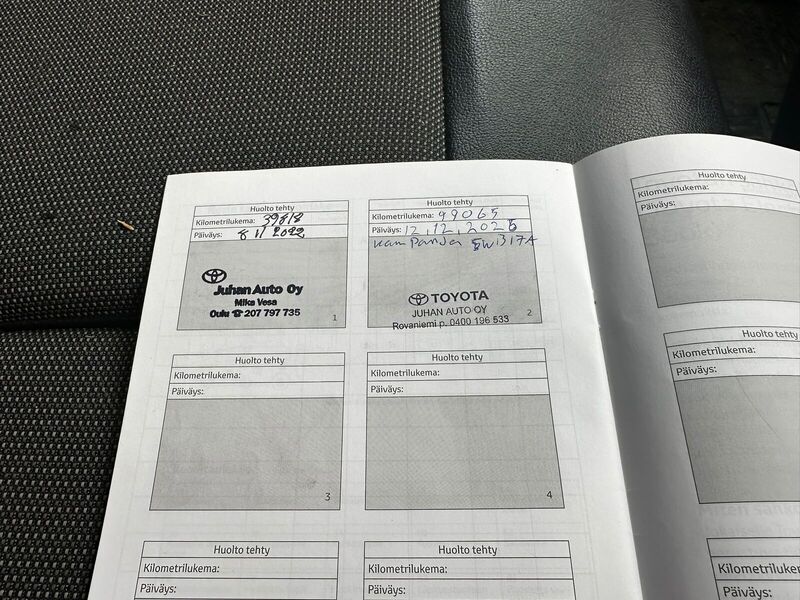 Huolto tehty
Kilometrilukema: 39818
Päiväys: 8 11 2022
Juhan Auto Oy
Mika Vesa
Oulu ☎ 207 797 735
1
Huolto tehty
Kilometrilukema: 99065
Päiväys: 12.12.2025
TOYOTA
JUHAN AUTO OY
Rovaniemi p. 0400 196 533
2
Huolto tehty
Kilometrilukema:
Päiväys:
3
Huolto tehty
Kilometrilukema:
Päiväys:
4
Huolto tehty
Kilometrilukema:
Päiväys:
Huolto tehty
Kilometrilukema:
Päiväys:
Huolto tehty
Kilometrilukema:
Päiväys:
Huolto tehty
Kilometrilukema:
Päiväys:
Kilometrilukema:
Päiväys: